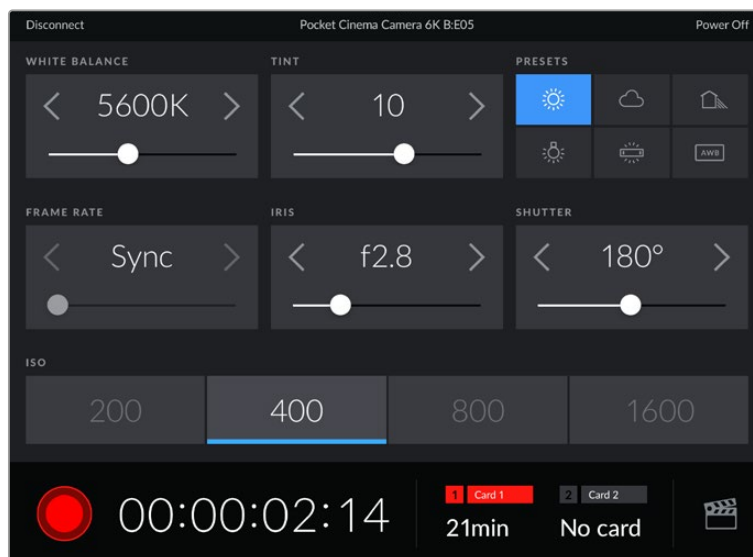 Disconnect Pocket Cinema Camera 6K B:E05 Power Off
WHITE BALANCE TINT PRESETS
5600K 10
AWB
FRAME RATE IRIS SHUTTER
Sync f2.8 180°
ISO
200 400 800 1600
00:00:02:14
1 Card 1 2 Card 2
21min No card